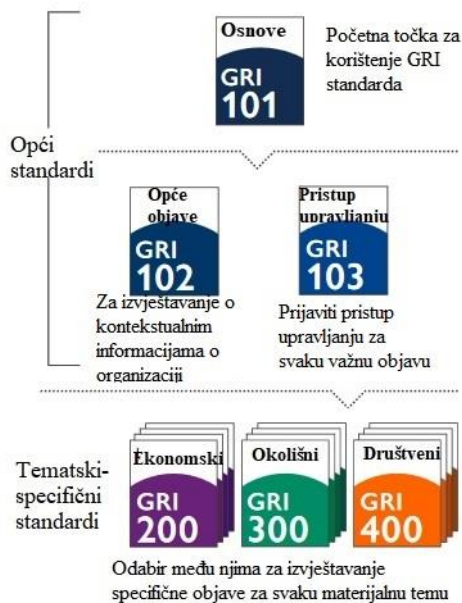 Osnove
GRI
101
Početna točka za
korištenje GRI
standarda
Opći
standardi
Opće
objave
GRI
102
Za izvještavanje o
kontekstualnim
informacijama o
organizaciji
Pristup
upravljanju
GRI
103
Prijaviti pristup
upravljanju za
svaku važnu objavu
Tematski-
specifični
standardi
Ekonomski
GRI
200
Okolišni
GRI
300
Društveni
GRI
400
Odabir među njima za izvještavanje
specifične objave za svaku materijalnu temu